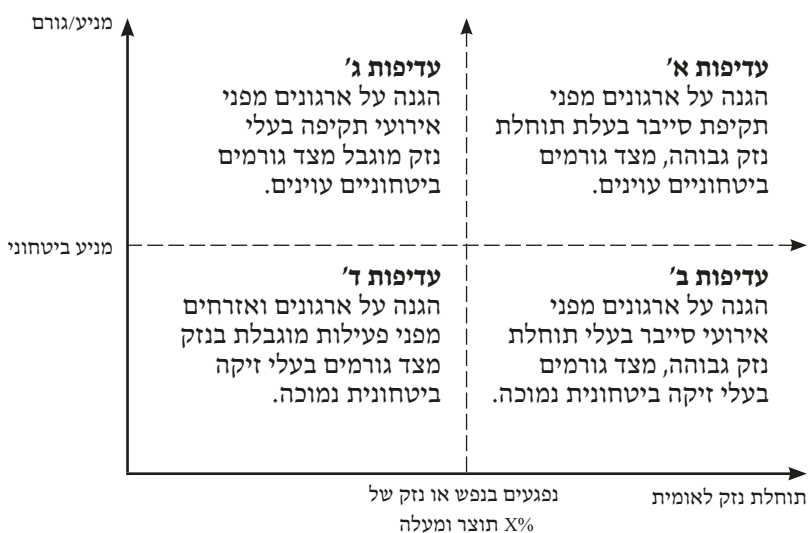 מניע/גורם
עדיפות א׳
הגנה על ארגונים מפני
תקיפת סייבר בעלת תוחלת
נזק גבוהה, מצד גורמים
ביטחוניים עוינים.
עדיפות ג׳
הגנה על ארגונים מפני
אירועי תקיפה בעלי
נזק מוגבל מצד גורמים
ביטחוניים עוינים.
מניע ביטחוני
עדיפות ב׳
הגנה על ארגונים מפני
אירועי סייבר בעלי תוחלת
נזק גבוהה, מצד גורמים
בעלי זיקה ביטחונית נמוכה.
עדיפות ד׳
הגנה על ארגונים ואזרחים
מפני פעילות מוגבלת בנזק
מצד גורמים בעלי זיקה
ביטחונית נמוכה.
תוחלת נזק לאומית
נפגעים בנפש או נזק של
X% תוצר ומעלה